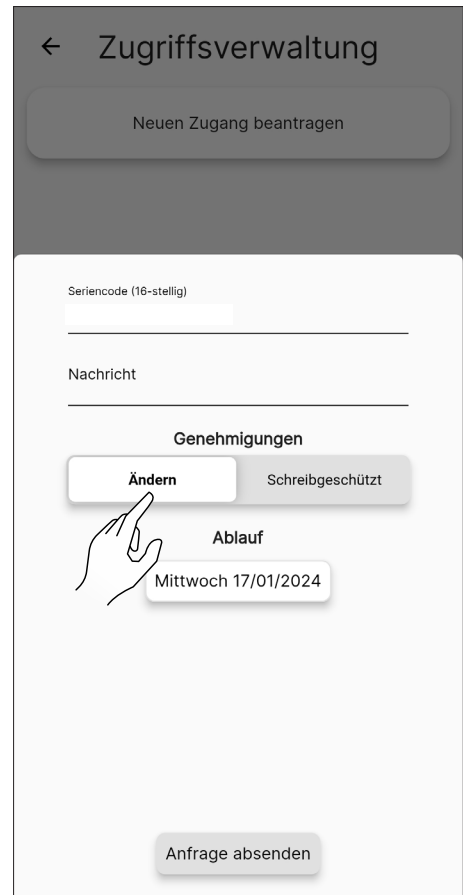 Zugriffsverwaltung
Neuen Zugang beantragen
Seriencode (16-stellig)
Nachricht
Genehmigungen
Ändern
Schreibgeschützt
Ablauf
Mittwoch 17/01/2024
Anfrage absenden